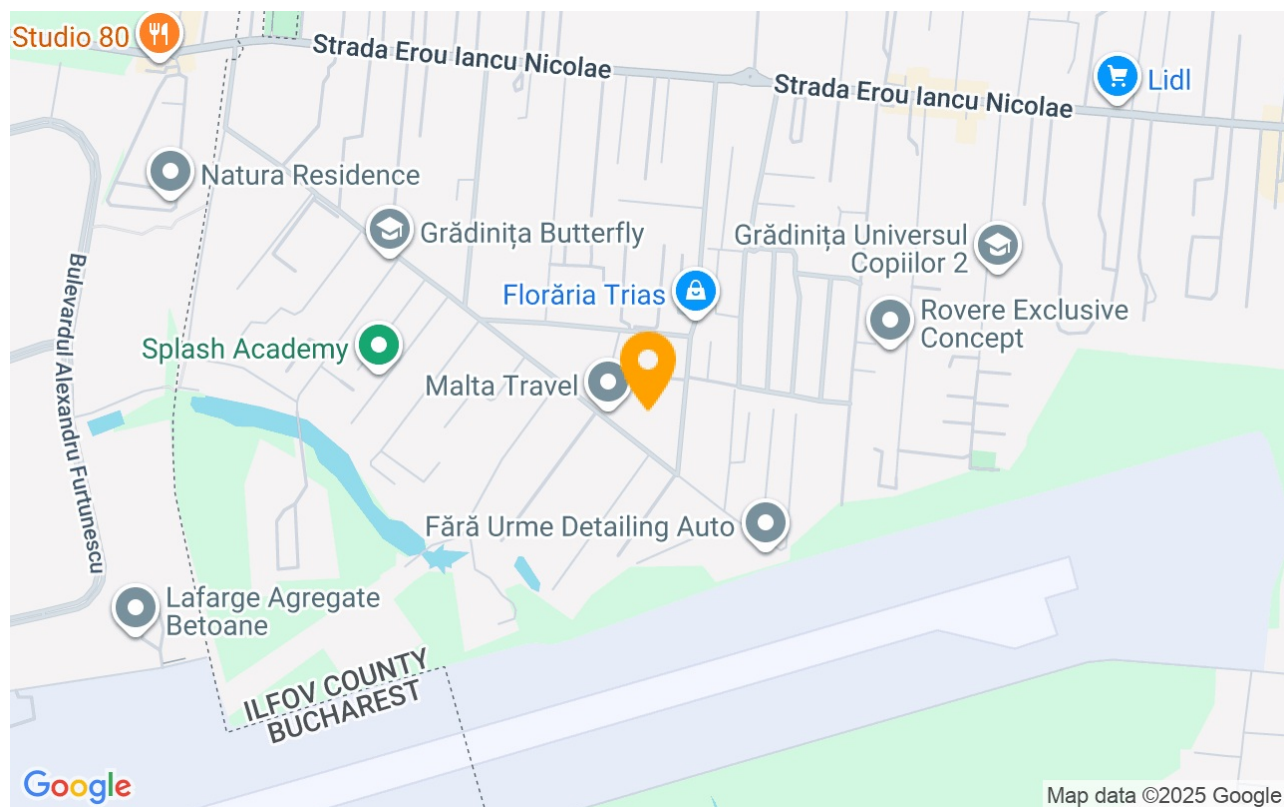 Studio 80
Strada Erou Iancu Nicolae
Strada Erou Iancu Nicolae
Lidl
Natura Residence
Grădinița Butterfly
Grădinița Universul
Copiilor 2
Bulevardul Alexandru Furtunescu
Florăria Trias
Rovere Exclusive
Concept
Splash Academy
Malta Travel
Fără Urme Detailing Auto
Lafarge Agregate
Betoane
ILFOV COUNTY
BUCHAREST
Google
Map data ©2025 Google